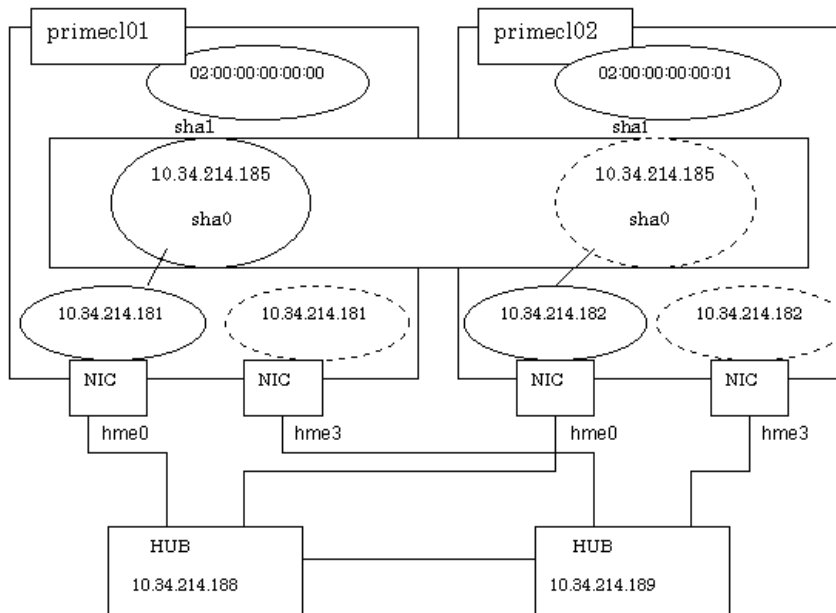 primecl01
primecl02
02:00:00:00:00:00
02:00:00:00:00:01
sha1
sha1
10.34.214.185
10.34.214.185
sha0
sha0
10.34.214.181
10.34.214.181
10.34.214.182
10.34.214.182
NIC
NIC
NIC
NIC
hme0
hme3
hme0
hme3
HUB
HUB
10.34.214.188
10.34.214.189